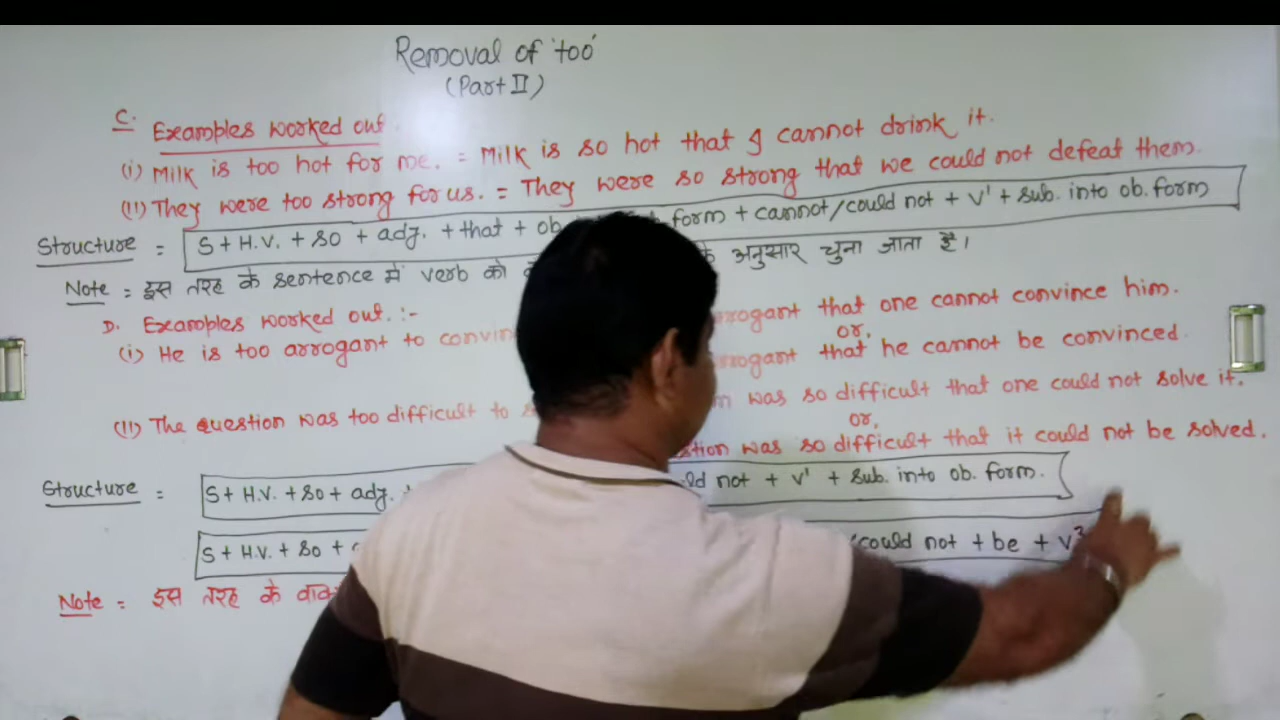 Removal of 'too'
(Part II)
C. Examples worked out.
(i) Milk is too hot for me. = Milk is so hot that I cannot drink it.
(II) They were too strong for us. = They were so strong that we could not defeat them.
Structure = S + H.V. + so + adj. + that + ob form + cannot/could not + V¹ + sub. into ob. form
Note = इस तरह के sentence में verb को के अनुसार चुना जाता है।
D. Examples worked out. :-
(i) He is too arrogant to that one cannot convince him.
or,
that he cannot be convinced.
(II) The question was too difficult to was so difficult that one could not solve it.
or,
was so difficult that it could not be solved.
Structure = S + H.V. + so + adj. not + V¹ + sub. into ob. form.
S + H.V. + so + could not + be + V³
Note = इस तरह के